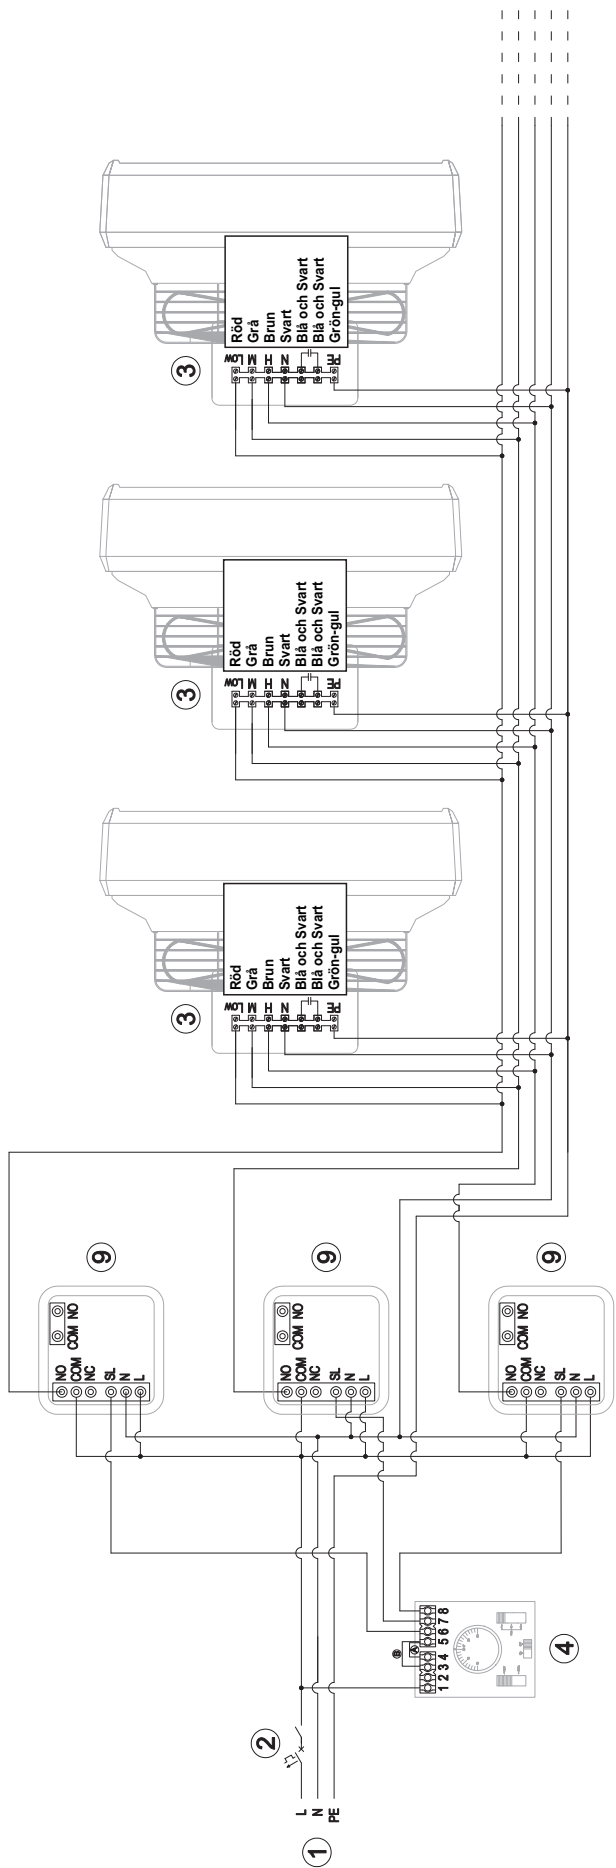 3
Röd
Grå
Brun
Svart
Blå och Svart
Blå och Svart
Grön-gul
LOW
M
H
N
PE
3
Röd
Grå
Brun
Svart
Blå och Svart
Blå och Svart
Grön-gul
LOW
M
H
N
PE
3
Röd
Grå
Brun
Svart
Blå och Svart
Blå och Svart
Grön-gul
LOW
M
H
N
PE
9
COM NO
NO
COM
NC
SL
N
L
9
COM NO
NO
COM
NC
SL
N
L
9
COM NO
NO
COM
NC
SL
N
L
4
B
A
1 2 3 4 5 6 7 8
2
L
N
PE
1